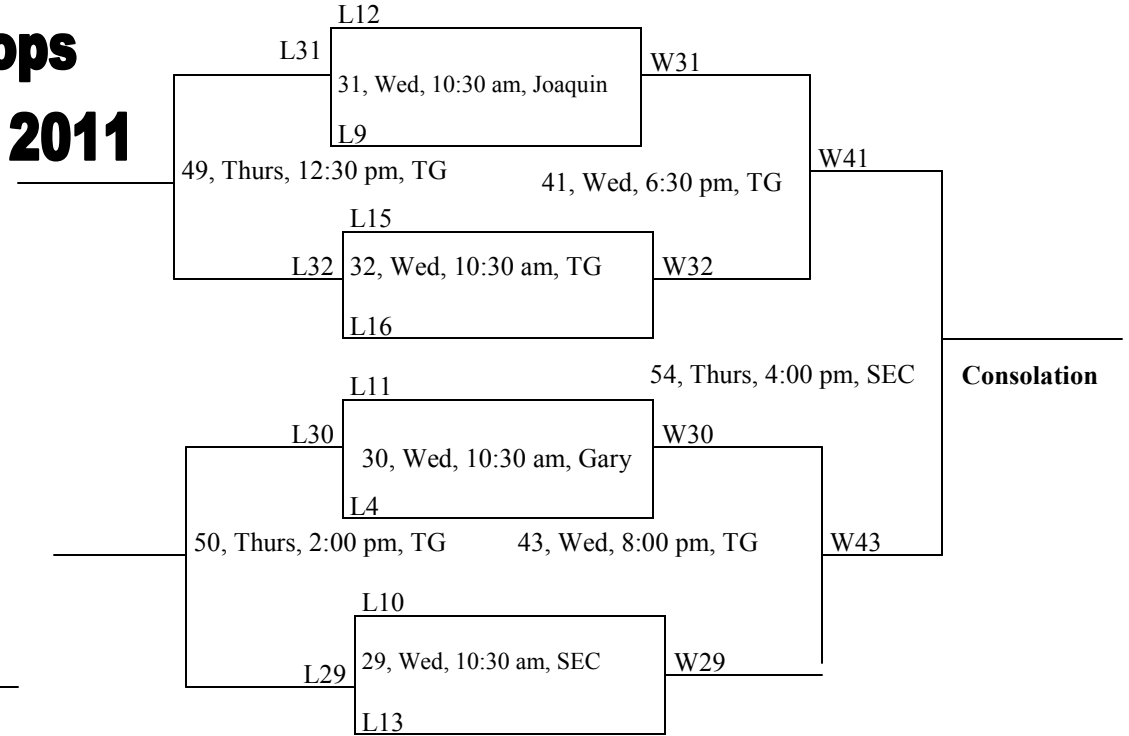 L12
L31
W31
31, Wed, 10:30 am, Joaquin
L9
2011
W41
49, Thurs, 12:30 pm, TG
41, Wed, 6:30 pm, TG
L15
L32
32, Wed, 10:30 am, TG
W32
L16
54, Thurs, 4:00 pm, SEC
Consolation
L11
L30
W30
30, Wed, 10:30 am, Gary
L4
50, Thurs, 2:00 pm, TG
43, Wed, 8:00 pm, TG
W43
L10
L29
29, Wed, 10:30 am, SEC
W29
L13